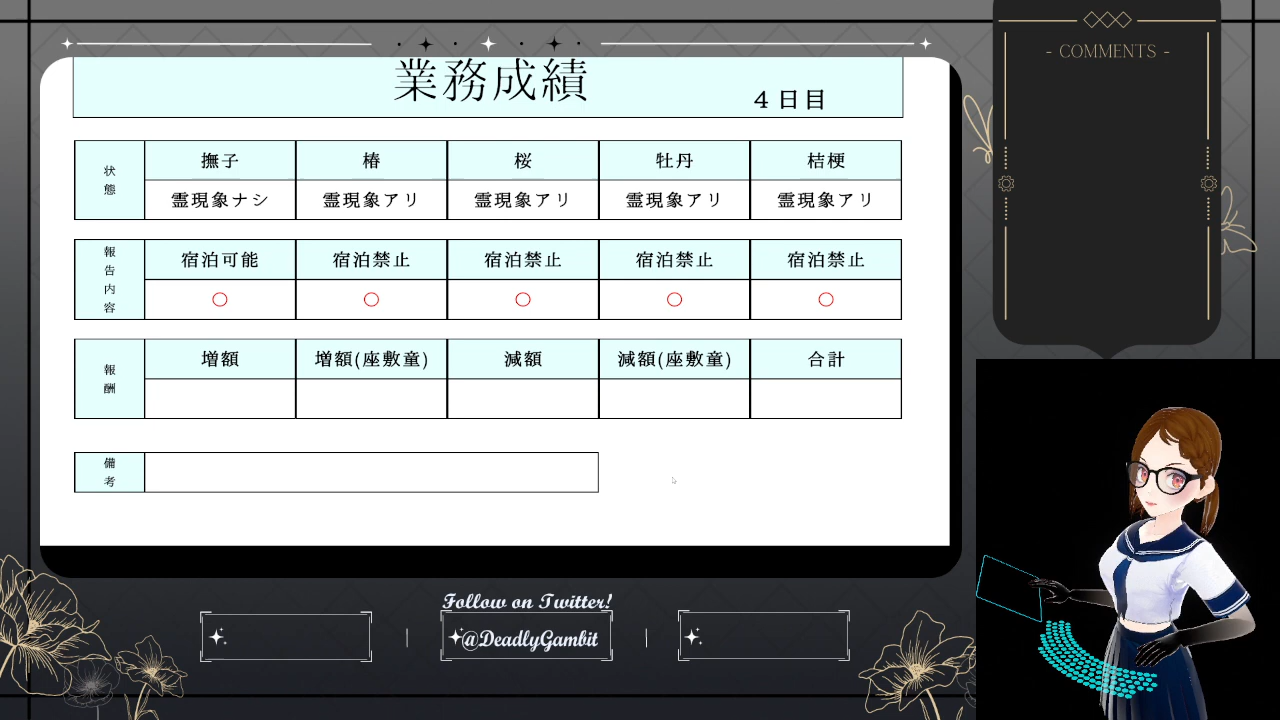 業務成績
４日目
状態
撫子 椿 桜 牡丹 桔梗
霊現象ナシ 霊現象アリ 霊現象アリ 霊現象アリ 霊現象アリ
報告内容
宿泊可能 宿泊禁止 宿泊禁止 宿泊禁止 宿泊禁止
〇 〇 〇 〇 〇
報酬
増額 増額(座敷童) 減額 減額(座敷童) 合計
備考
- COMMENTS -
Follow on Twitter!
@DeadlyGambit